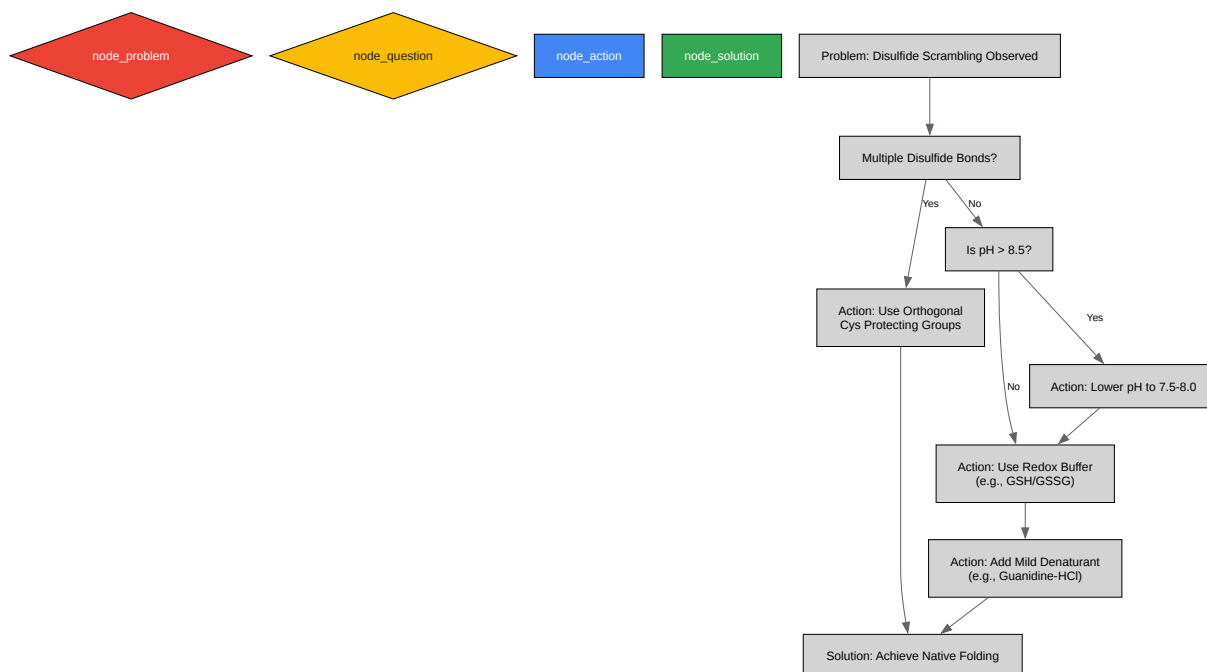 node_problem
node_question
node_action
node_solution
Problem: Disulfide Scrambling Observed
Multiple Disulfide Bonds?
Yes
No
Is pH > 8.5?
Action: Use Orthogonal
Cys Protecting Groups
Yes
No
Action: Lower pH to 7.5-8.0
Action: Use Redox Buffer
(e.g., GSH/GSSG)
Action: Add Mild Denaturant
(e.g., Guanidine-HCl)
Solution: Achieve Native Folding